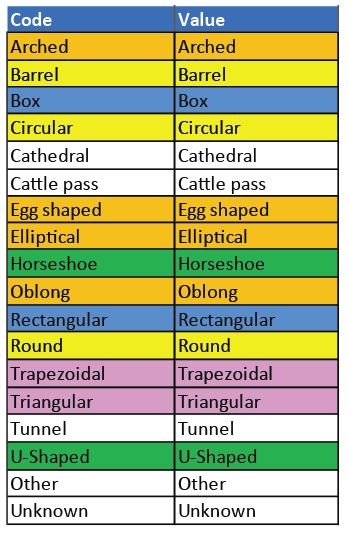 Code Value
Arched Arched
Barrel Barrel
Box Box
Circular Circular
Cathedral Cathedral
Cattle pass Cattle pass
Egg shaped Egg shaped
Elliptical Elliptical
Horseshoe Horseshoe
Oblong Oblong
Rectangular Rectangular
Round Round
Trapezoidal Trapezoidal
Triangular Triangular
Tunnel Tunnel
U-Shaped U-Shaped
Other Other
Unknown Unknown